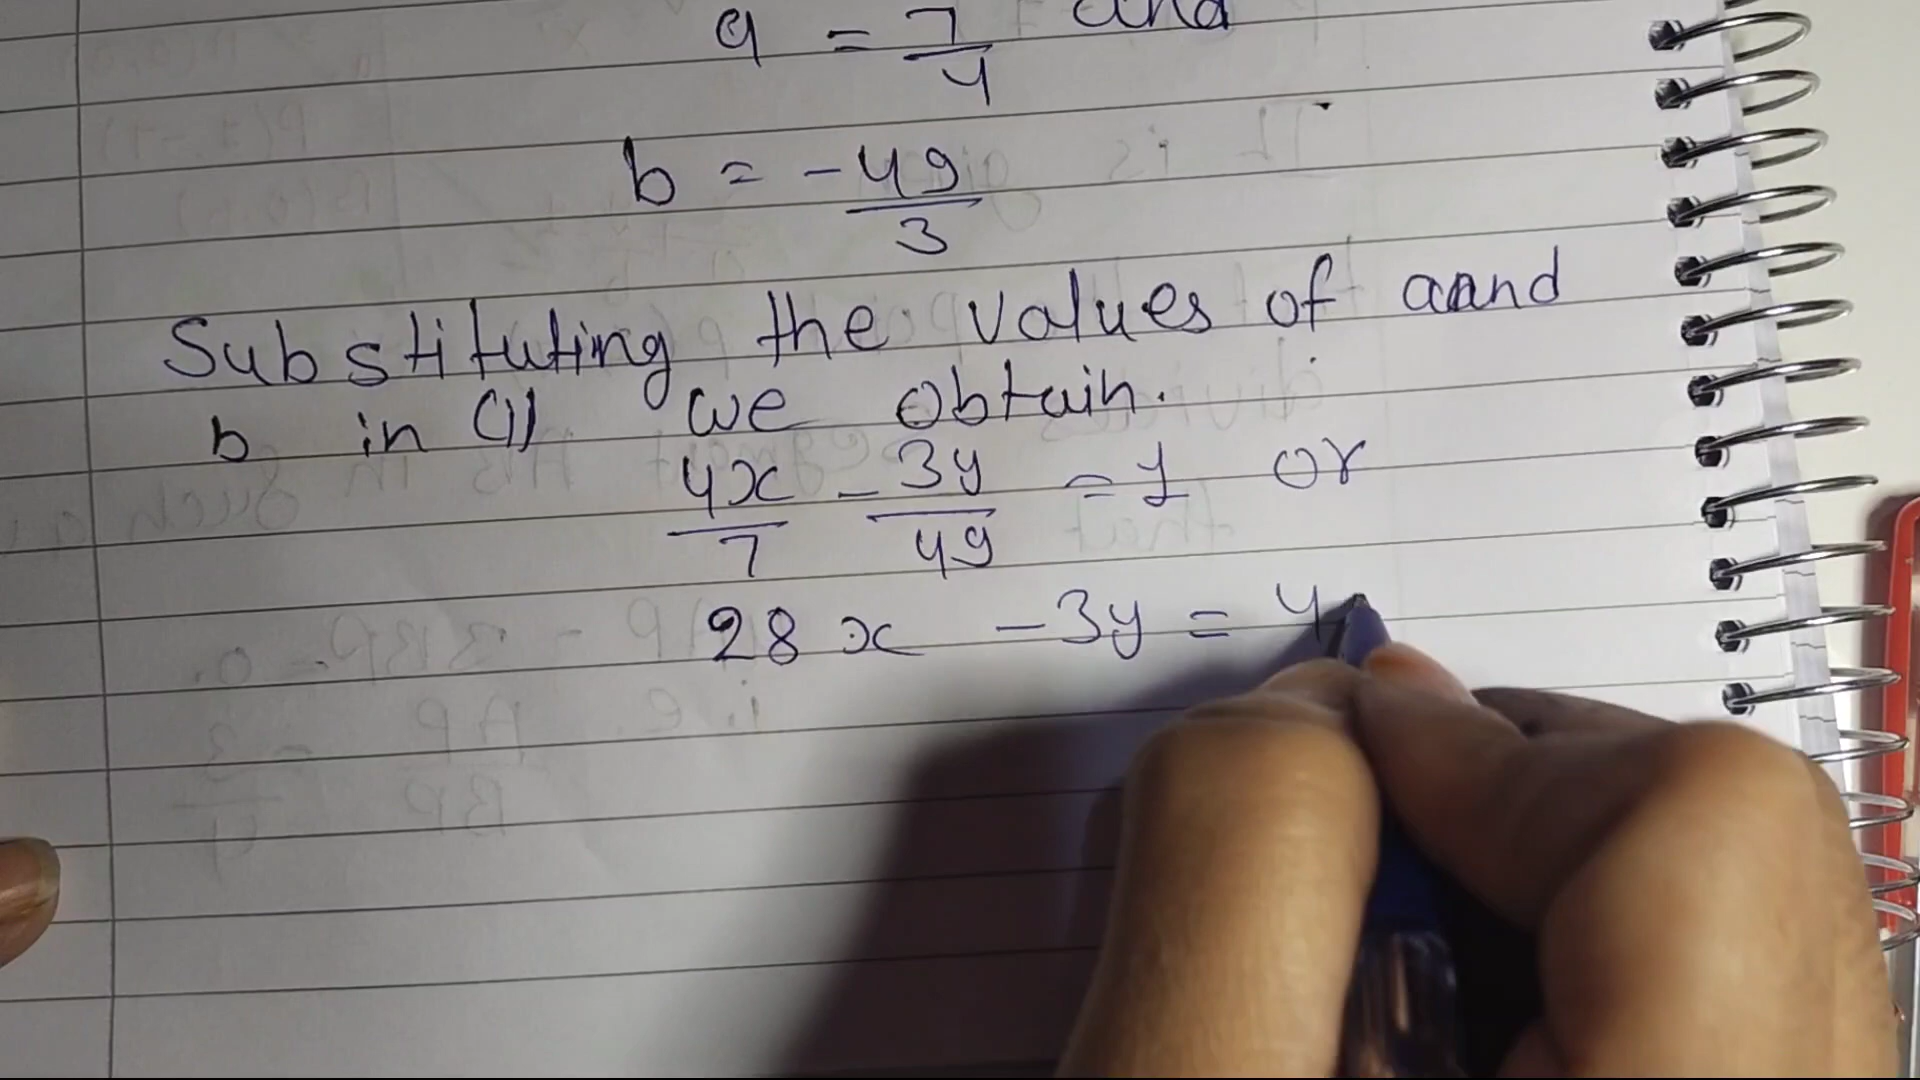 a = 7/4 and
b = -49/3
Substituting the values of aand
b in (1) we obtain.
4x/7 - 3y/49 = 1 or
28x - 3y = 4